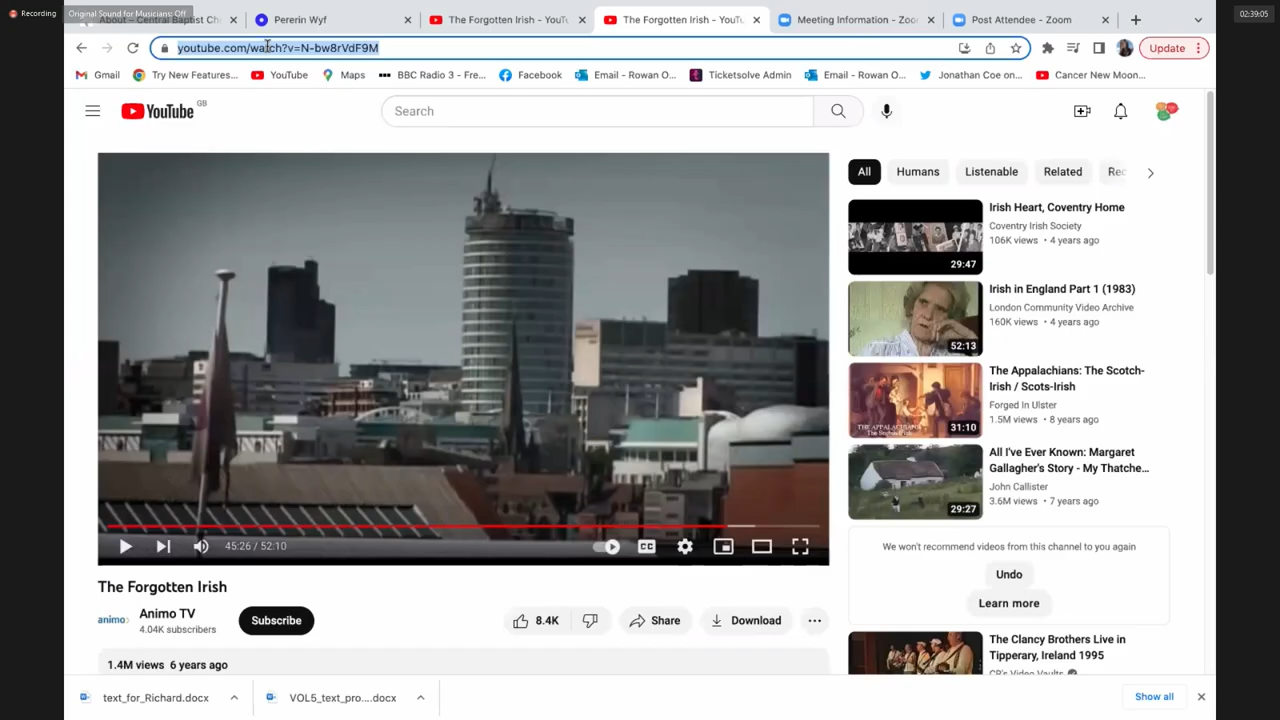 Recording
Original Sound for Musicians: Off
02:39:05
About – Central Baptist Ch
Pererin Wyf
The Forgotten Irish - YouTu
The Forgotten Irish - YouTu
Meeting Information - Zoo
Post Attendee - Zoom
youtube.com/watch?v=N-bw8rVdF9M
Update
Gmail
Try New Features...
YouTube
Maps
BBC Radio 3 - Fre...
Facebook
Email - Rowan O...
Ticketsolve Admin
Email - Rowan O...
Jonathan Coe on...
Cancer New Moon...
YouTube GB
Search
All
Humans
Listenable
Related
Rec
Irish Heart, Coventry Home
Coventry Irish Society
106K views • 4 years ago
29:47
Irish in England Part 1 (1983)
London Community Video Archive
160K views • 4 years ago
52:13
The Appalachians: The Scotch-
Irish / Scots-Irish
Forged In Ulster
1.5M views • 8 years ago
THE APPALACHIANS
The Scotch-Irish
31:10
All I've Ever Known: Margaret
Gallagher's Story - My Thatche...
John Callister
3.6M views • 7 years ago
29:27
We won't recommend videos from this channel to you again
Undo
Learn more
The Clancy Brothers Live in
Tipperary, Ireland 1995
CR's Video Vaults
45:26 / 52:10
CC
The Forgotten Irish
animo
Animo TV
4.04K subscribers
Subscribe
8.4K
Share
Download
1.4M views 6 years ago
text_for_Richard.docx
VOL5_text_pro....docx
Show all